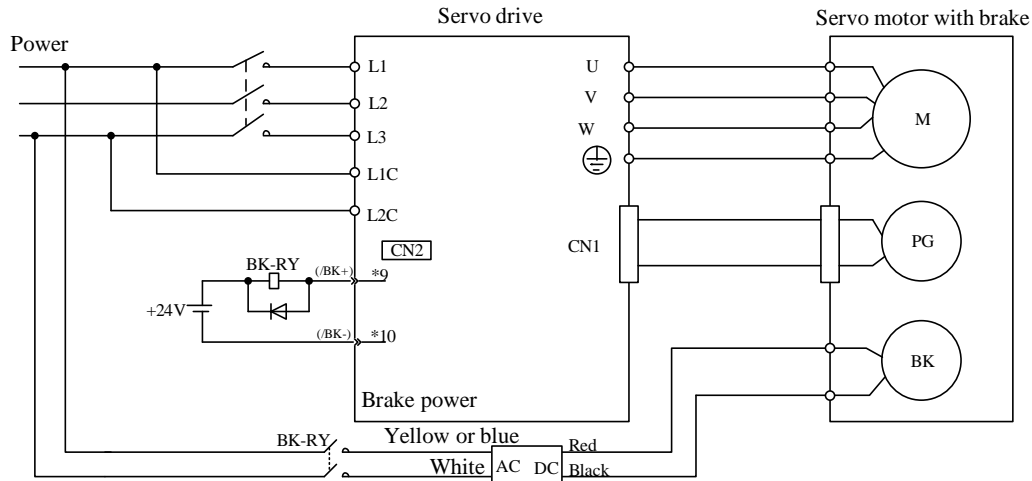 Servo drive
Servo motor with brake
Power
L1
U
L2
V
L3
W
M
L1C
L2C
CN2
CN1
PG
BK-RY
(/BK+)
*9
+24V
(/BK-)
*10
BK
Brake power
BK-RY
Yellow or blue
Red
White
AC
DC
Black